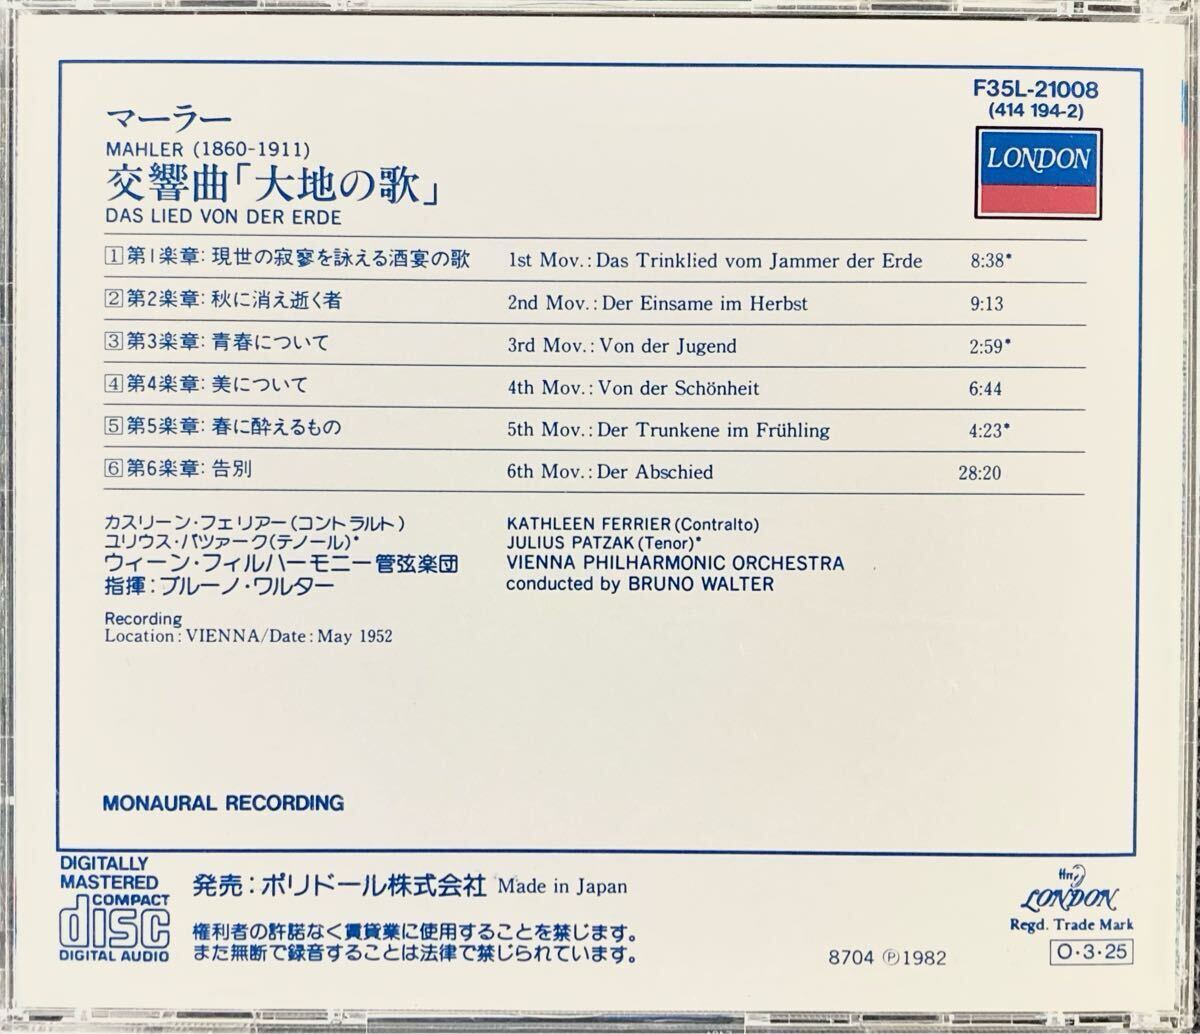 F35L-21008
(414 194-2)
LONDON
マーラー
MAHLER (1860-1911)
交響曲「大地の歌」
DAS LIED VON DER ERDE
1 第1楽章: 現世の寂寥を詠える酒宴の歌 1st Mov.: Das Trinklied vom Jammer der Erde 8:38*
2 第2楽章: 秋に消え逝く者 2nd Mov.: Der Einsame im Herbst 9:13
3 第3楽章: 青春について 3rd Mov.: Von der Jugend 2:59*
4 第4楽章: 美について 4th Mov.: Von der Schönheit 6:44
5 第5楽章: 春に酔えるもの 5th Mov.: Der Trunkene im Frühling 4:23*
6 第6楽章: 告別 6th Mov.: Der Abschied 28:20
カスリーン・フェリアー(コントラルト) KATHLEEN FERRIER (Contralto)
ユリウス・パツァーク(テノール)* JULIUS PATZAK (Tenor)*
ウィーン・フィルハーモニー管弦楽団 VIENNA PHILHARMONIC ORCHESTRA
指揮:ブルーノ・ワルター conducted by BRUNO WALTER
Recording
Location: VIENNA/Date: May 1952
MONAURAL RECORDING
DIGITALLY
MASTERED
COMPACT
disc
DIGITAL AUDIO
発売:ポリドール株式会社 Made in Japan
権利者の許諾なく賃貸業に使用することを禁じます。
また無断で録音することは法律で禁じられています。
8704 Ⓟ1982
ffrr
LONDON
Regd. Trade Mark
O・3・25